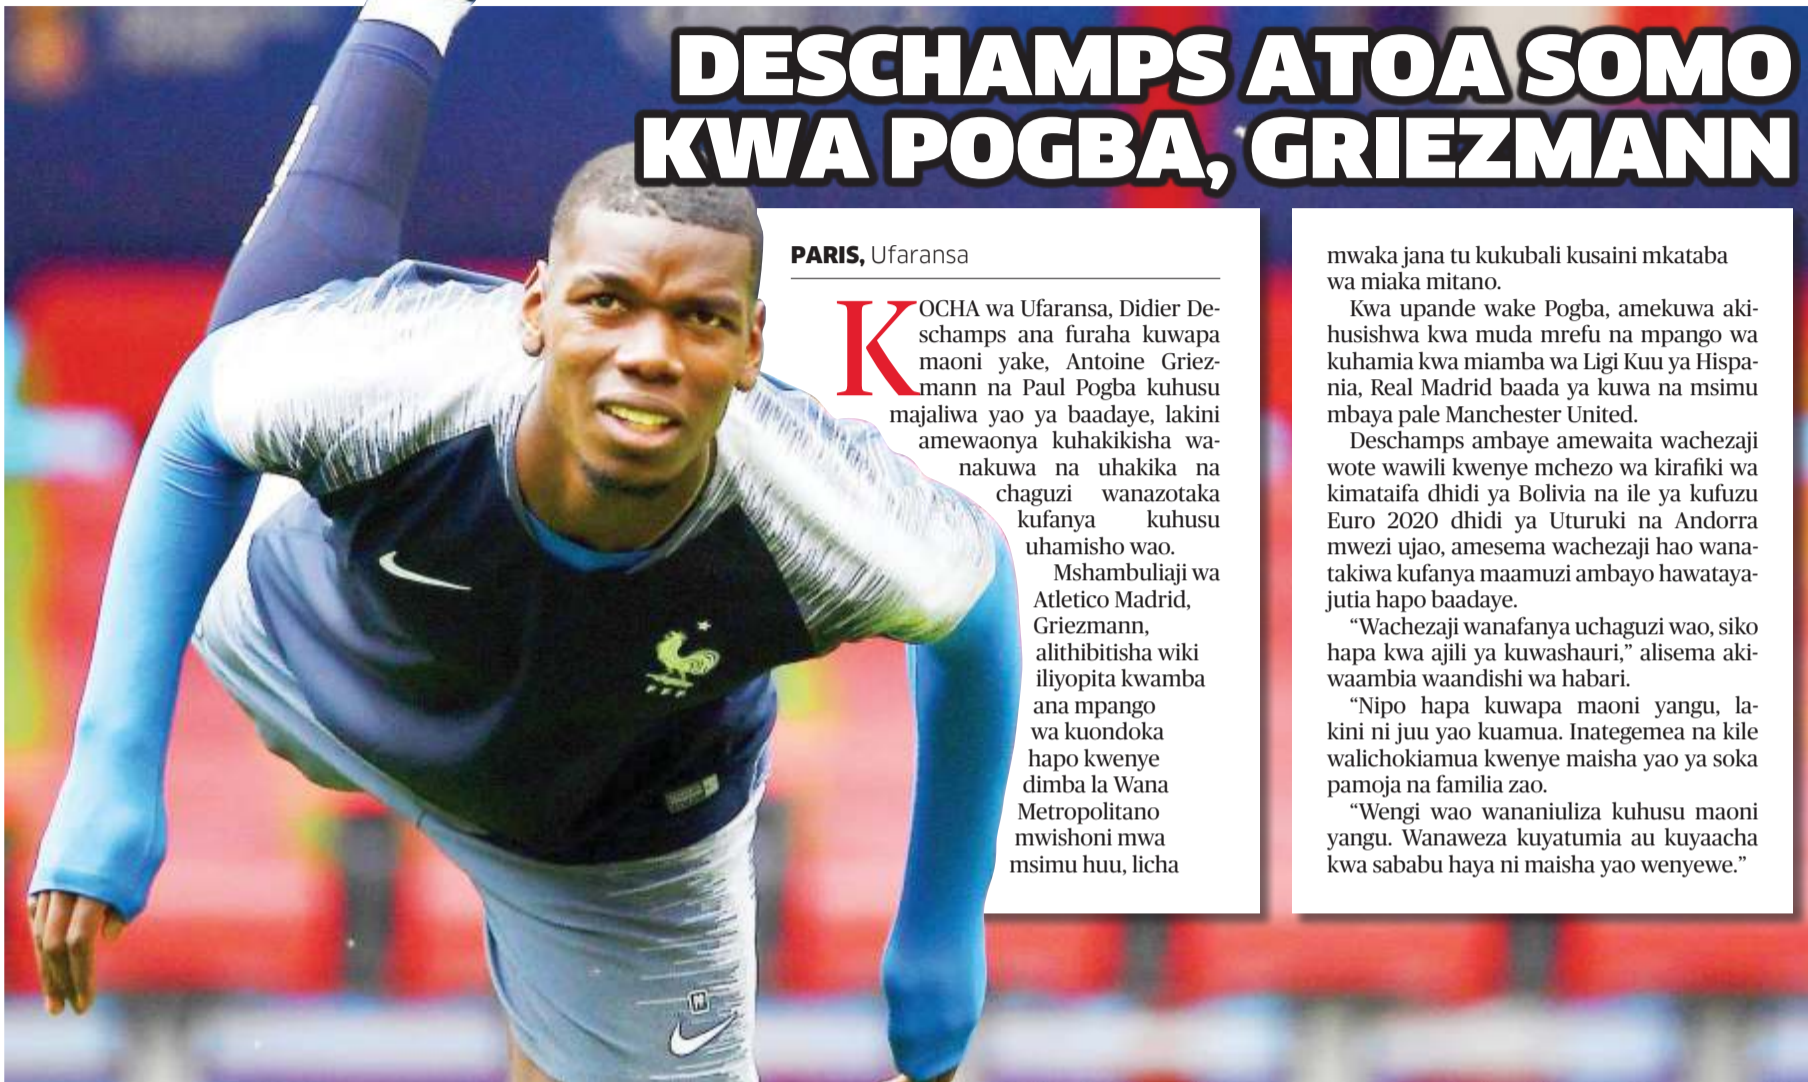 DESCHAMPS ATOA SOMO
KWA POGBA, GRIEZMANN
PARIS, Ufaransa
KOCHA wa Ufaransa, Didier De-
schamps ana furaha kuwapa
maoni yake, Antoine Griez-
mann na Paul Pogba kuhusu
majaliwa yao ya baadaye, lakini
amewaonya kuhakikisha wa-
nakuwa na uhakika na
chaguzi wanazotaka
kufanya kuhusu
uhamisho wao.
Mshambuliaji wa
Atletico Madrid,
Griezmann,
alithibitisha wiki
iliyopita kwamba
ana mpango
wa kuondoka
hapo kwenye
dimba la Wana
Metropolitano
mwishoni mwa
msimu huu, licha
mwaka jana tu kukubali kusaini mkataba
wa miaka mitano.
Kwa upande wake Pogba, amekuwa aki-
husishwa kwa muda mrefu na mpango wa
kuhamia kwa miamba wa Ligi Kuu ya Hispa-
nia, Real Madrid baada ya kuwa na msimu
mbaya pale Manchester United.
Deschamps ambaye amewaita wachezaji
wote wawili kwenye mchezo wa kirafiki wa
kimataifa dhidi ya Bolivia na ile ya kufuzu
Euro 2020 dhidi ya Uturuki na Andorra
mwezi ujao, amesema wachezaji hao wana-
takiwa kufanya maamuzi ambayo hawataya-
jutia hapo baadaye.
“Wachezaji wanafanya uchaguzi wao, siko
hapa kwa ajili ya kuwashauri,” alisema aki-
waambia waandishi wa habari.
“Nipo hapa kuwapa maoni yangu, la-
kini ni juu yao kuamua. Inategemea na kile
walichokiamua kwenye maisha yao ya soka
pamoja na familia zao.
“Wengi wao wananiuliza kuhusu maoni
yangu. Wanaweza kuyatumia au kuyaacha
kwa sababu haya ni maisha yao wenyewe.”